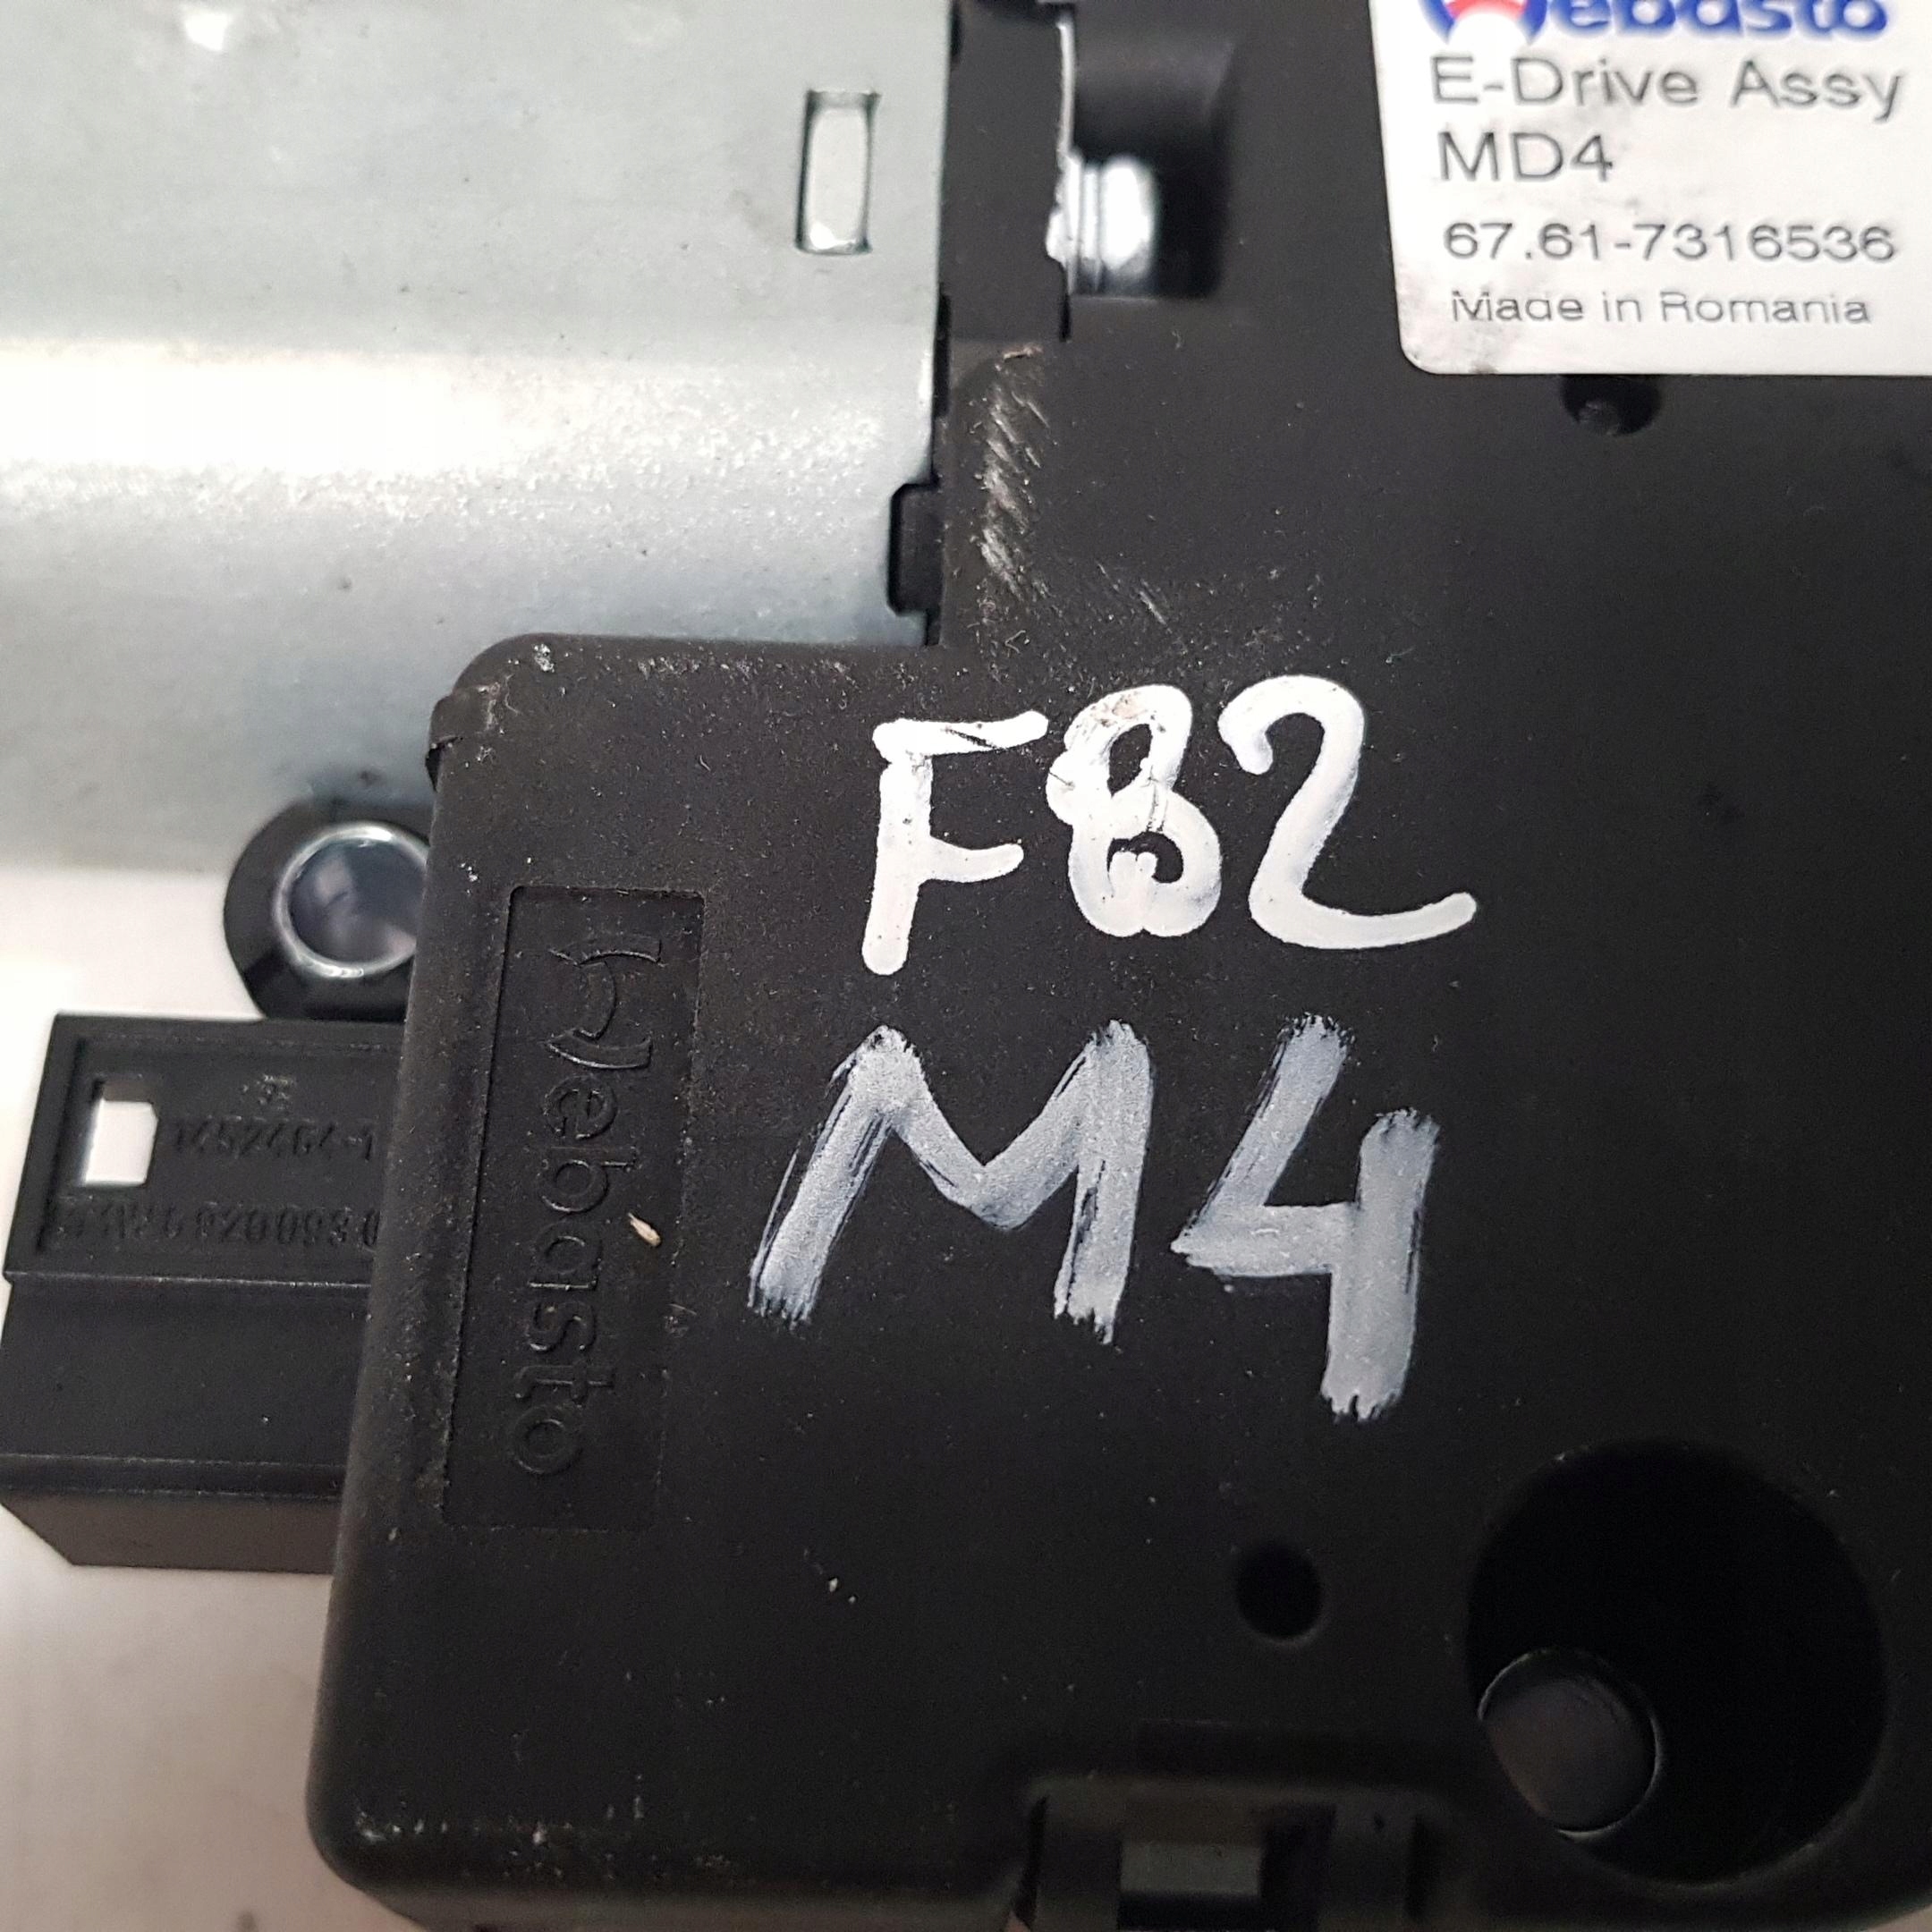 Webasto
E-Drive Assy
MD4
67.61-7316536
Made in Romania
F82
M4
Webasto